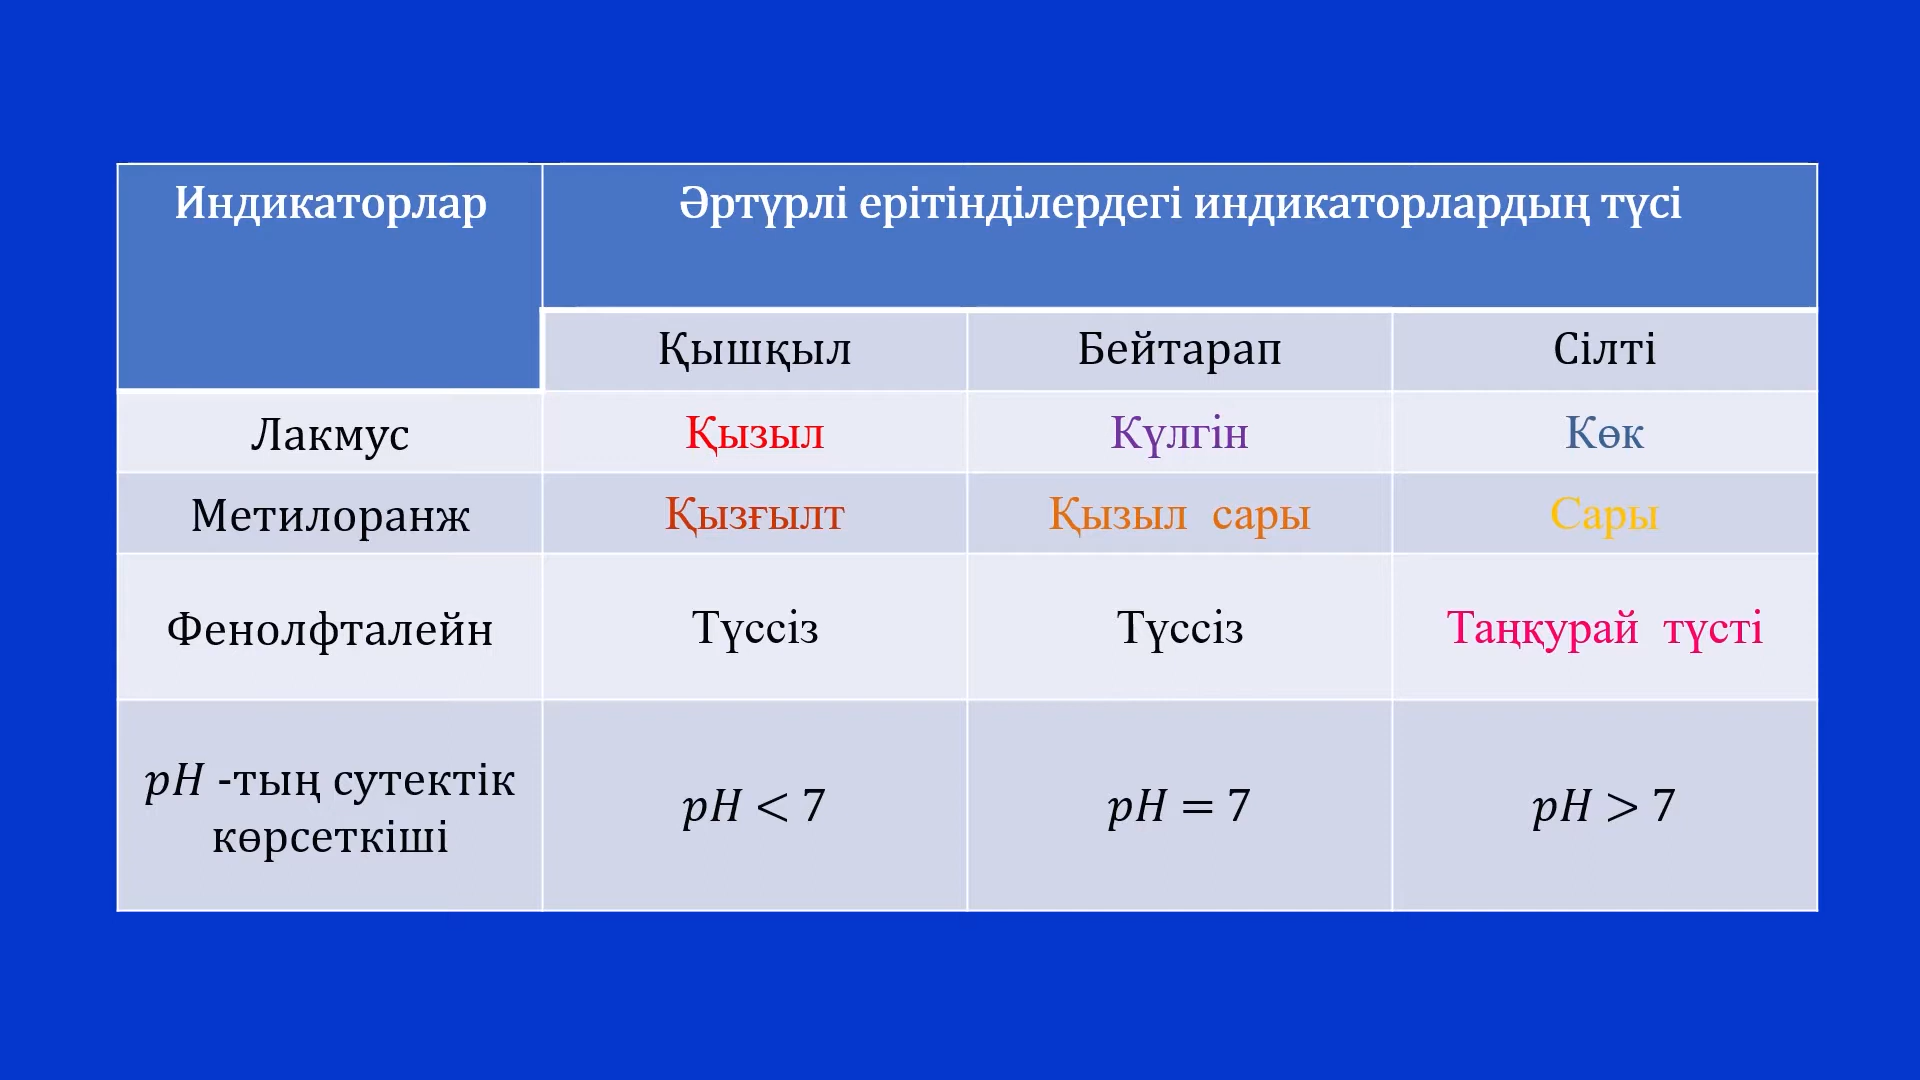 Индикаторлар
Әртүрлі ерітінділердегі индикаторлардың түсі
Қышқыл
Бейтарап
Сілті
Лакмус
Қызыл
Күлгін
Көк
Метилоранж
Қызғылт
Қызыл сары
Сары
Фенолфталейн
Түссіз
Түссіз
Таңқурай түсті
pH -тың сутектік
көрсеткіші
pH < 7
pH = 7
pH > 7